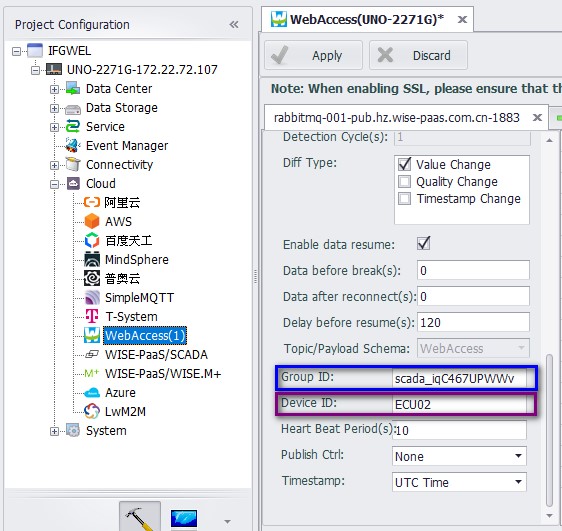 Project Configuration
IFGWEL
UNO-2271G-172.22.72.107
Data Center
Data Storage
Service
Event Manager
Connectivity
Cloud
阿里云
AWS
百度天工
MindSphere
普奥云
SimpleMQTT
T-System
WebAccess(1)
WISE-PaaS/SCADA
M+ WISE-PaaS/WISE.M+
Azure
LwM2M
System
WebAccess(UNO-2271G)*
Apply
Discard
Note: When enabling SSL, please ensure that th
rabbitmq-001-pub.hz.wise-paas.com.cn-1883
Detection Cycle(s): 1
Diff Type:
Value Change
Quality Change
Timestamp Change
Enable data resume:
Data before break(s): 0
Data after reconnect(s): 0
Delay before resume(s): 120
Topic/Payload Schema: WebAccess
Group ID: scada_iqC467UPWWv
Device ID: ECU02
Heart Beat Period(s): 10
Publish Ctrl: None
Timestamp: UTC Time